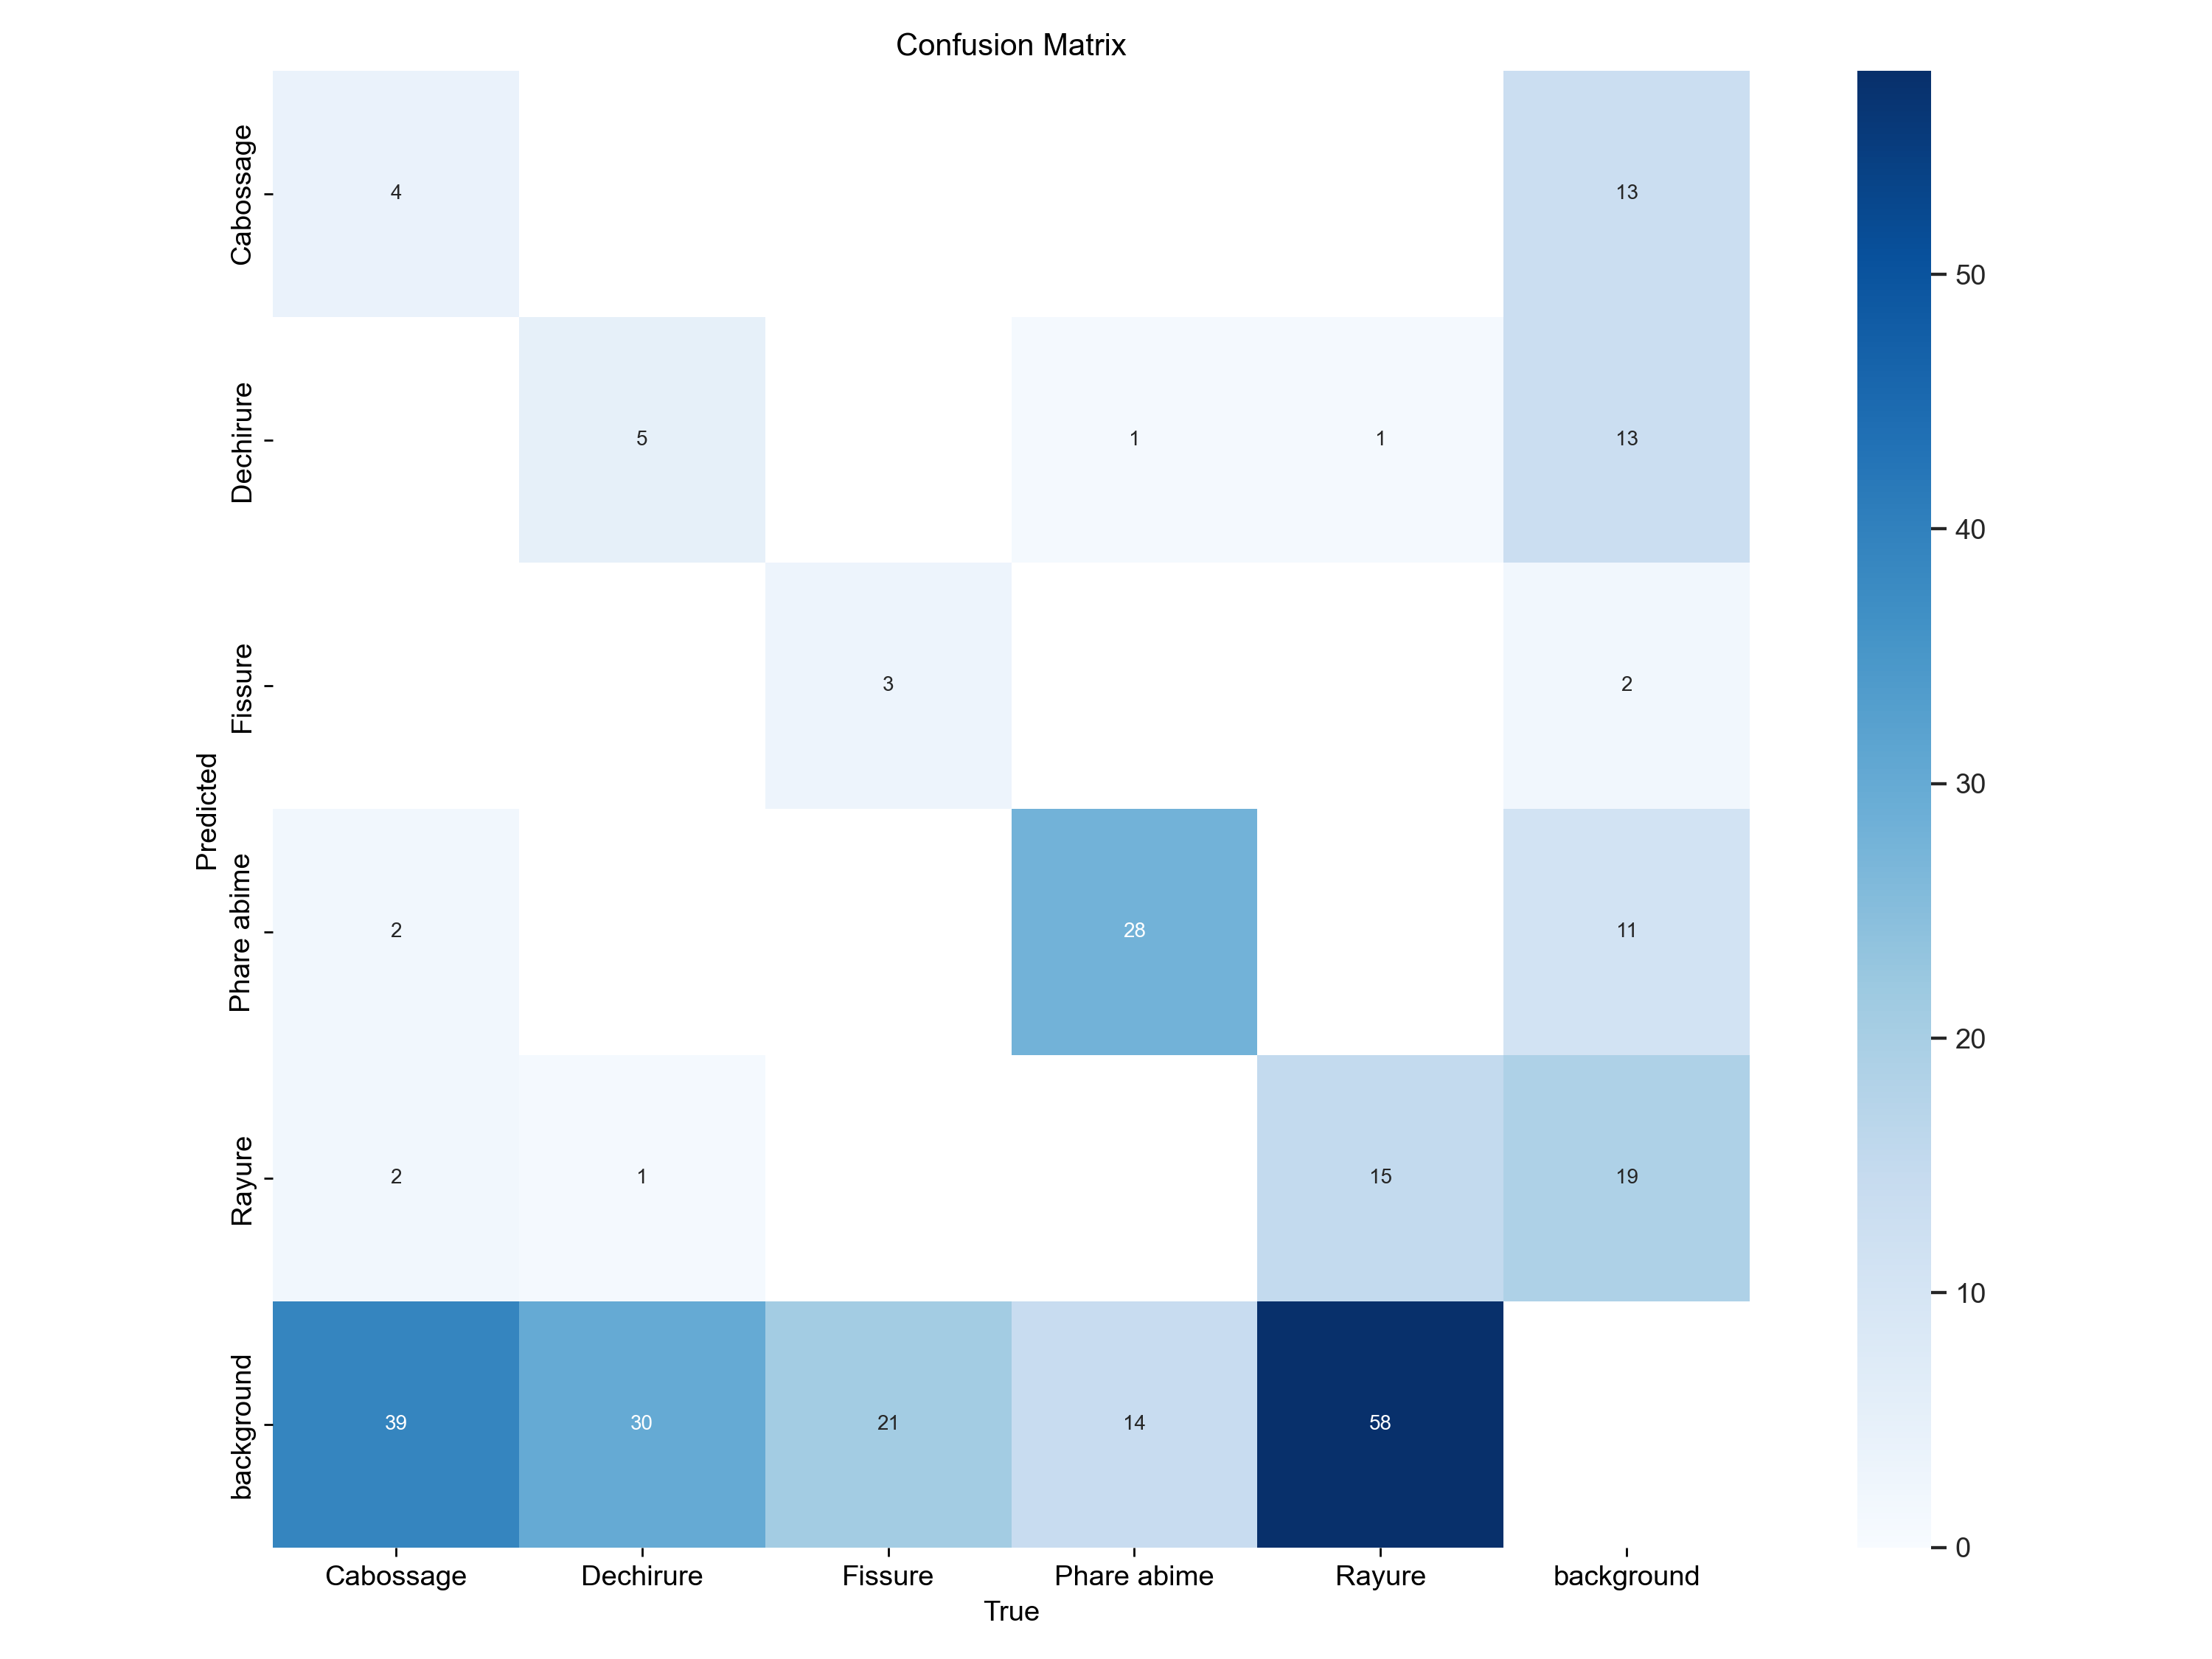 Confusion Matrix
Cabossage
4
13
Dechirure
5
1
1
13
Fissure
3
2
Predicted
Phare abime
2
28
11
Rayure
2
1
15
19
background
39
30
21
14
58
Cabossage
Dechirure
Fissure
Phare abime
Rayure
background
True
50
40
30
20
10
0